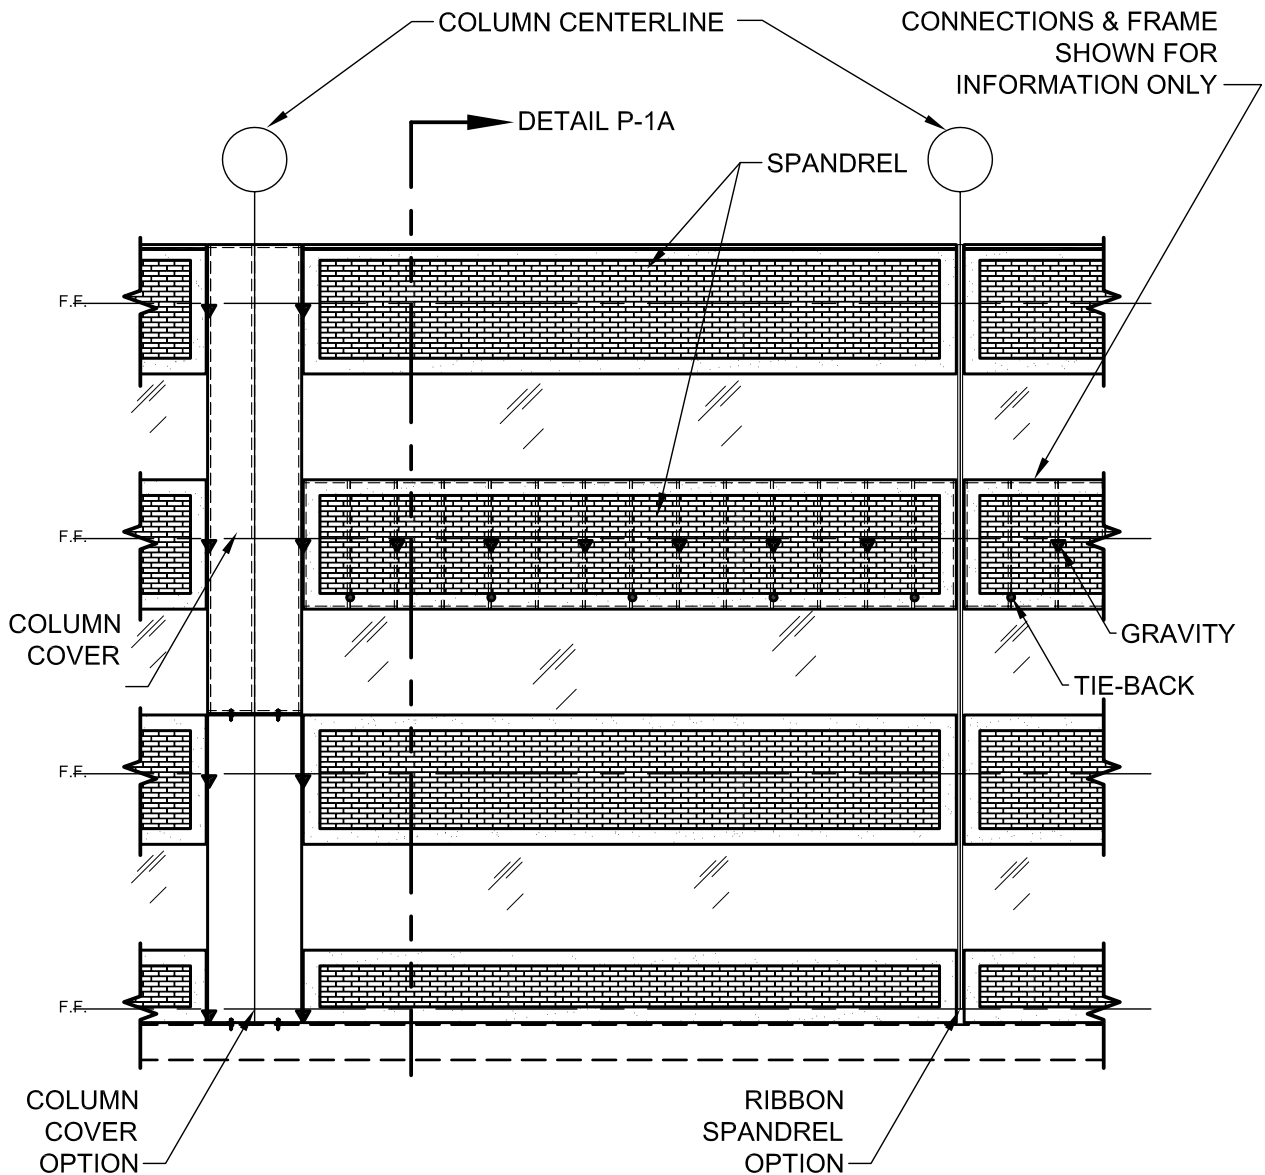 COLUMN CENTERLINE
CONNECTIONS & FRAME
SHOWN FOR
INFORMATION ONLY
DETAIL P-1A
SPANDREL
F.F.
F.F.
COLUMN
COVER
GRAVITY
TIE-BACK
F.F.
F.F.
COLUMN
COVER
OPTION
RIBBON
SPANDREL
OPTION